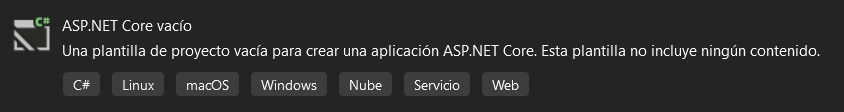 C#
ASP.NET Core vacío
Una plantilla de proyecto vacía para crear una aplicación ASP.NET Core. Esta plantilla no incluye ningún contenido.
C# Linux macOS Windows Nube Servicio Web